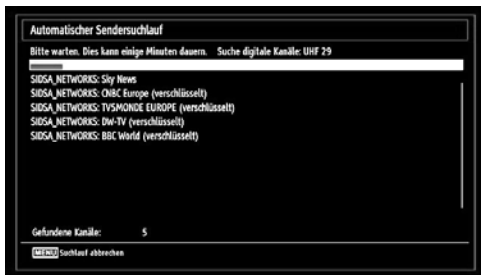 Automatischer Sendersuchlauf
Bitte warten. Dies kann einige Minuten dauern. Suche digitale Kanäle: UHF 29
SIDSA_NETWORKS: Sky News
SIDSA_NETWORKS: CNBC Europe (verschlüsselt)
SIDSA_NETWORKS: TV5MONDE EUROPE (verschlüsselt)
SIDSA_NETWORKS: DW-TV (verschlüsselt)
SIDSA_NETWORKS: BBC World (verschlüsselt)
Gefundene Kanäle: 5
MENU Suchlauf abbrechen